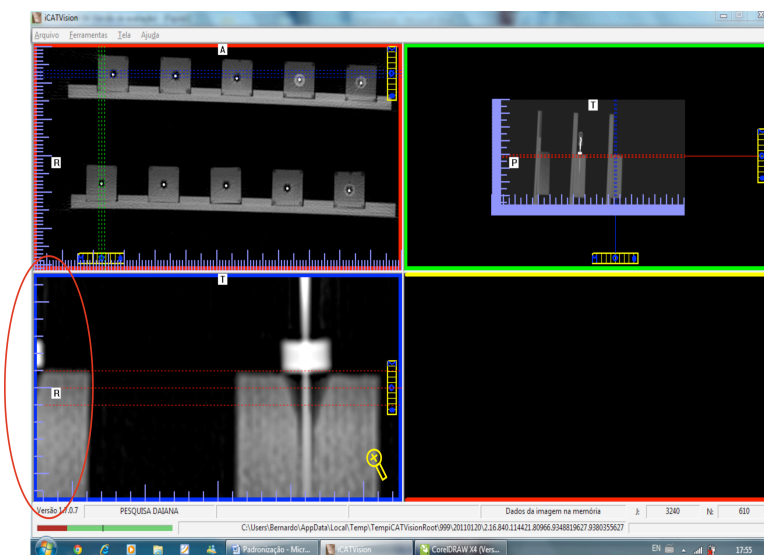 iCATVision
Arquivo Ferramentas Tela Ajuda
A
R
T
P
T
R
Versão 1.7.0.7 PESQUISA DAIANA Dados da imagem na memória J: 3240 N: 610
C:\Users\Bernardo\AppData\Local\Temp\TempiCATVisionRoot\999\20110120\2.16.840.114421.80966.9348819627.9380355627
Padronização - Micr... iCATVision CorelDRAW X4 (Vers... EN 17:55